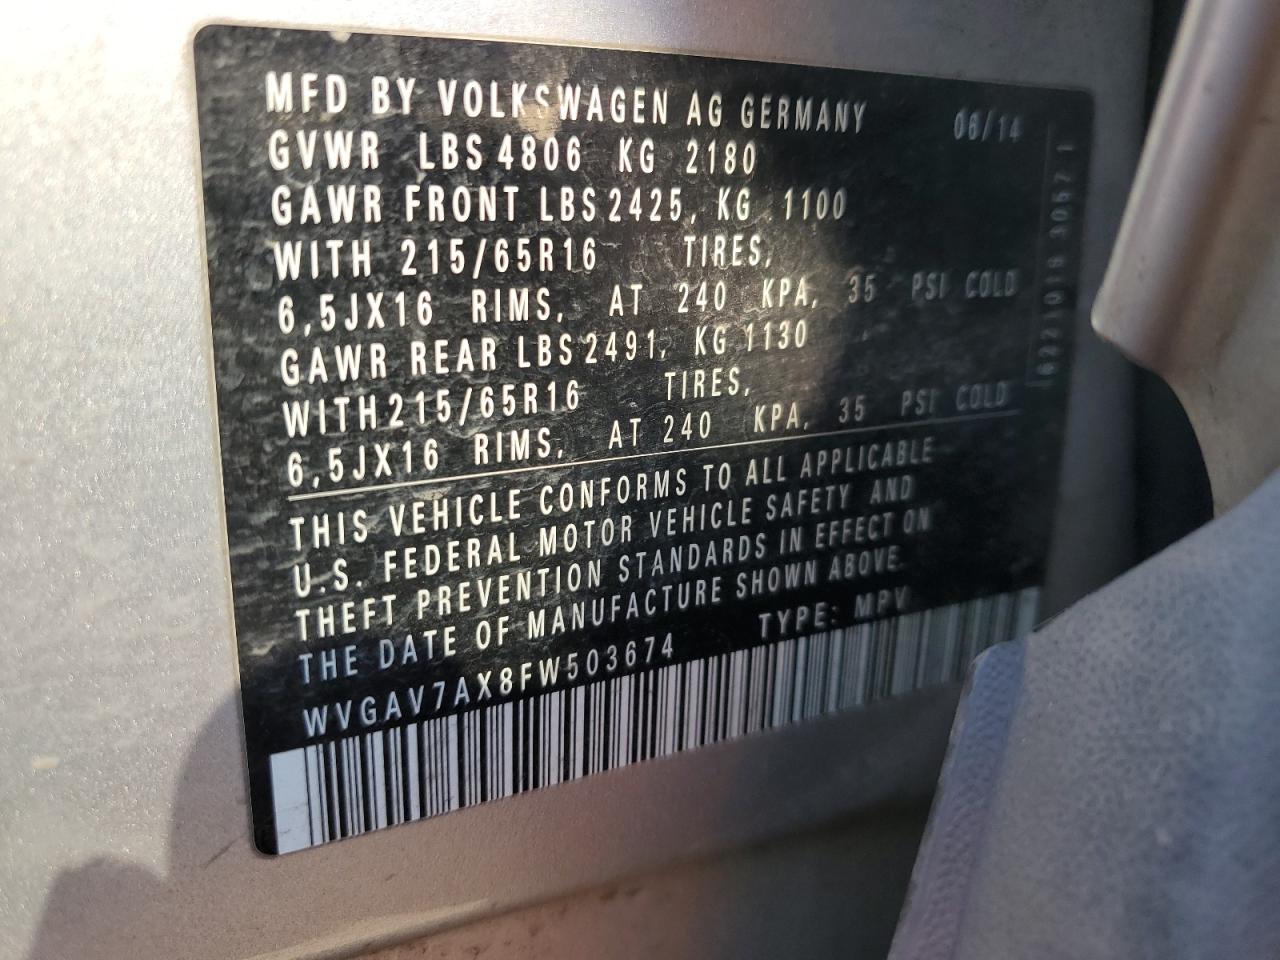 MFD BY VOLKSWAGEN AG GERMANY 06/14
GVWR LBS 4806 KG 2180
GAWR FRONT LBS 2425, KG 1100
WITH 215/65R16 TIRES,
6,5JX16 RIMS, AT 240 KPA, 35 PSI COLD
GAWR REAR LBS 2491, KG 1130
WITH 215/65R16 TIRES,
6,5JX16 RIMS, AT 240 KPA, 35 PSI COLD
THIS VEHICLE CONFORMS TO ALL APPLICABLE
U.S. FEDERAL MOTOR VEHICLE SAFETY AND
THEFT PREVENTION STANDARDS IN EFFECT ON
THE DATE OF MANUFACTURE SHOWN ABOVE.
WVGAV7AX8FW503674 TYPE: MPV